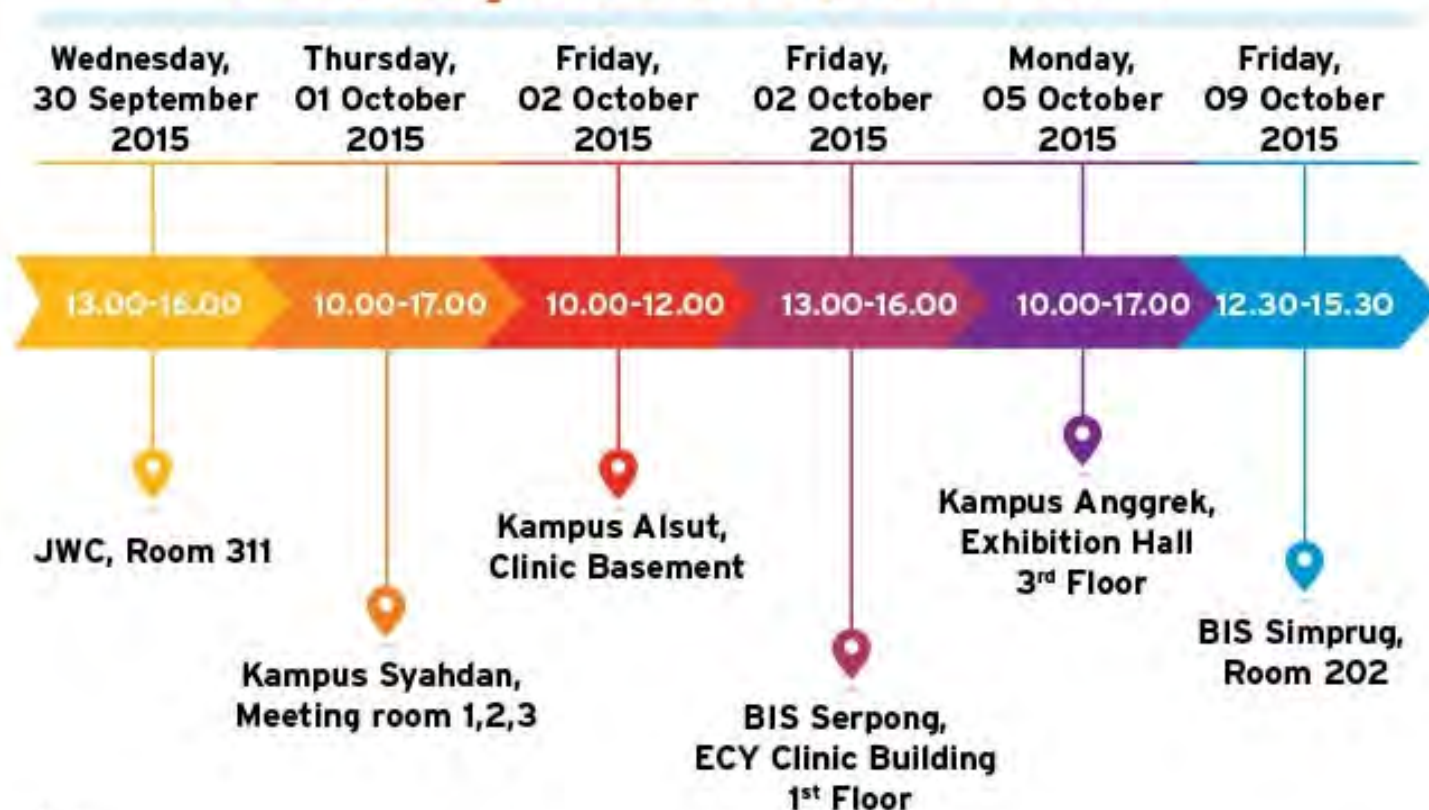 Wednesday,
30 September
2015
Thursday,
01 October
2015
Friday,
02 October
2015
Friday,
02 October
2015
Monday,
05 October
2015
Friday,
09 October
2015
13.00-16.00
10.00-17.00
10.00-12.00
13.00-16.00
10.00-17.00
12.30-15.30
JWC, Room 311
Kampus Syahdan,
Meeting room 1,2,3
Kampus Alsut,
Clinic Basement
BIS Serpong,
ECY Clinic Building
1st Floor
Kampus Anggrek,
Exhibition Hall
3rd Floor
BIS Simprug,
Room 202